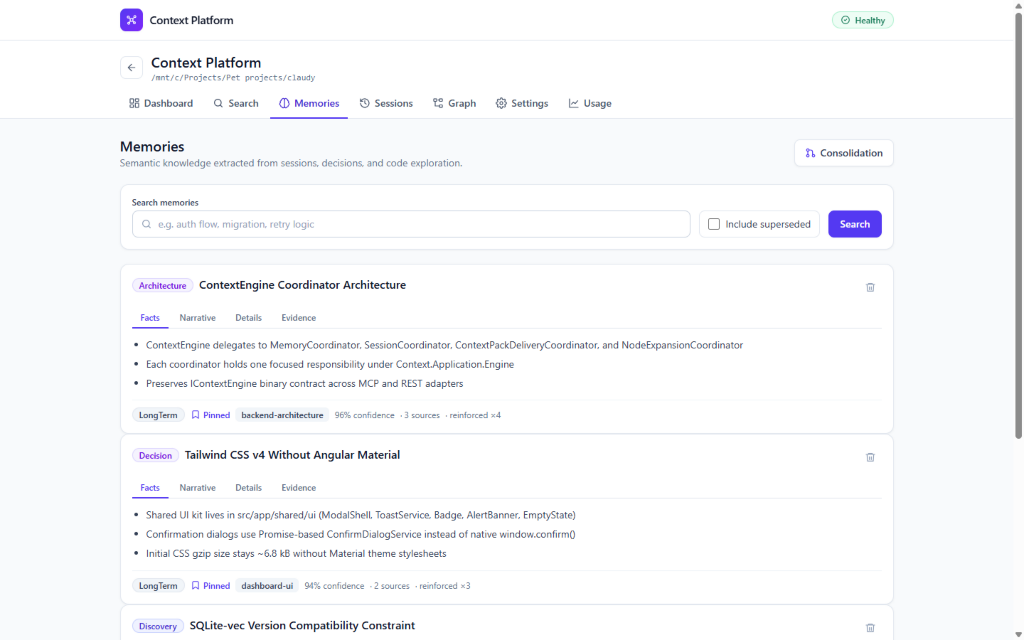 Context Platform
Healthy
Context Platform
/mnt/c/Projects/Pet projects/claudy
Dashboard Search Memories Sessions Graph Settings Usage
Memories
Semantic knowledge extracted from sessions, decisions, and code exploration.
Consolidation
Search memories
e.g. auth flow, migration, retry logic
Include superseded
Search
Architecture ContextEngine Coordinator Architecture
Facts Narrative Details Evidence
• ContextEngine delegates to MemoryCoordinator, SessionCoordinator, ContextPackDeliveryCoordinator, and NodeExpansionCoordinator
• Each coordinator holds one focused responsibility under Context.Application.Engine
• Preserves IContextEngine binary contract across MCP and REST adapters
LongTerm Pinned backend-architecture 96% confidence · 3 sources · reinforced ×4
Decision Tailwind CSS v4 Without Angular Material
Facts Narrative Details Evidence
• Shared UI kit lives in src/app/shared/ui (ModalShell, ToastService, Badge, AlertBanner, EmptyState)
• Confirmation dialogs use Promise-based ConfirmDialogService instead of native window.confirm()
• Initial CSS gzip size stays ~6.8 kB without Material theme stylesheets
LongTerm Pinned dashboard-ui 94% confidence · 2 sources · reinforced ×3
Discovery SQLite-vec Version Compatibility Constraint